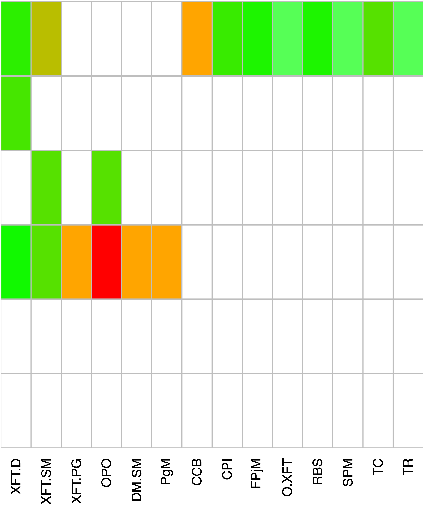 XFT.D
XFT.SM
XFT.PG
OPO
DM.SM
PgM
CCB
CPI
FPjM
O.XFT
RBS
SPM
TC
TR